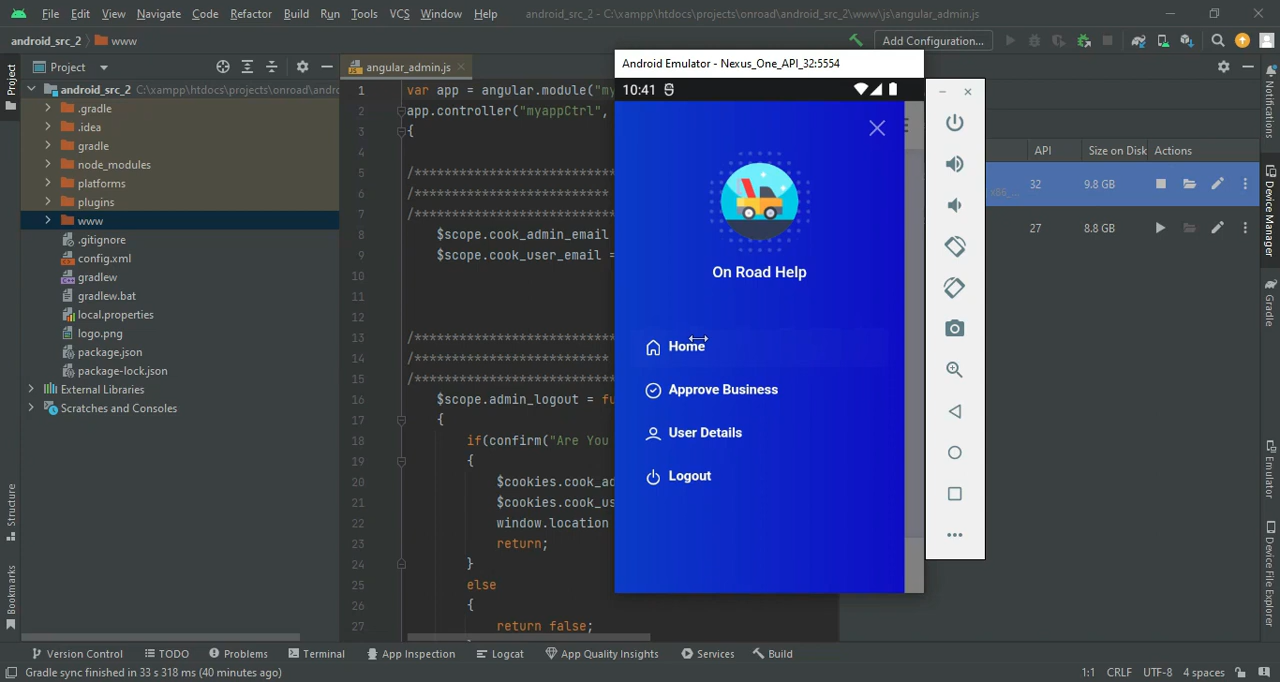 File Edit View Navigate Code Refactor Build Run Tools VCS Window Help android_src_2 - C:\xampp\htdocs\projects\onroad\android_src_2\www\js\angular_admin.js
android_src_2 www
Add Configuration...
Project
Project
angular_admin.js
android_src_2 C:\xampp\htdocs\projects\onroad\andro
.gradle
.idea
gradle
node_modules
platforms
plugins
www
.gitignore
config.xml
gradlew
gradlew.bat
local.properties
logo.png
package.json
package-lock.json
External Libraries
Scratches and Consoles
Structure
Bookmarks
1 var app = angular.module("my
2 app.controller("myappCtrl",
3 {
4
5 /***************************
6 /***************************
7 /***************************
8 $scope.cook_admin_email
9 $scope.cook_user_email =
10
11
12
13 /***************************
14 /***************************
15 /***************************
16 $scope.admin_logout = fu
17 {
18 if(confirm("Are You
19 {
20 $cookies.cook_ad
21 $cookies.cook_us
22 window.location
23 return;
24 }
25 else
26 {
27 return false;
Android Emulator - Nexus_One_API_32:5554
10:41
On Road Help
Home
Approve Business
User Details
Logout
API Size on Disk Actions
x86_... 32 9.8 GB
27 8.8 GB
Notifications
Device Manager
Gradle
Emulator
Device File Explorer
Version Control TODO Problems Terminal App Inspection Logcat App Quality Insights Services Build
Gradle sync finished in 33 s 318 ms (40 minutes ago)
1:1 CRLF UTF-8 4 spaces